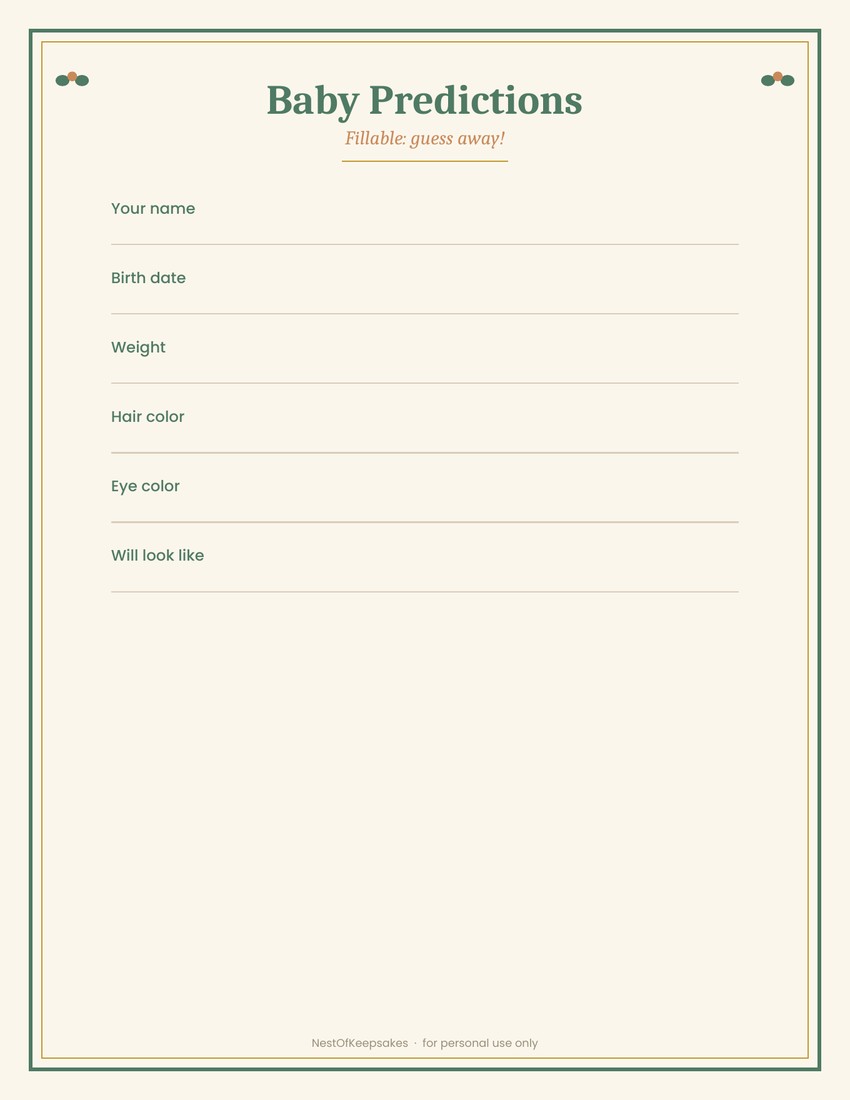 Baby Predictions
Fillable: guess away!
Your name
Birth date
Weight
Hair color
Eye color
Will look like
NestOfKeepsakes · for personal use only